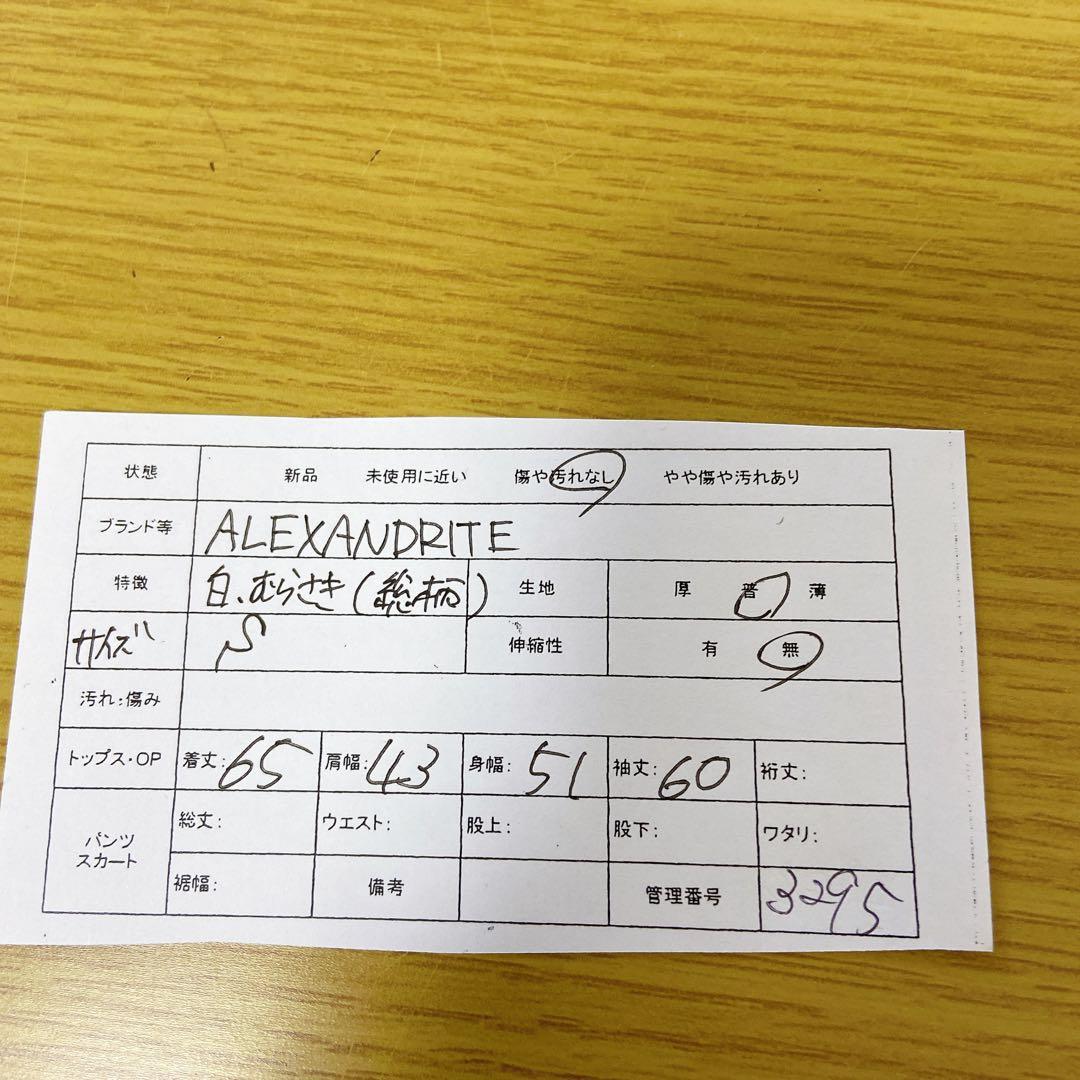 状態 新品 未使用に近い 傷や汚れなし やや傷や汚れあり
ブランド等 ALEXANDRITE
特徴 白、むらさき(総柄) 生地 厚 普 薄
サイズ S 伸縮性 有 無
汚れ:傷み
トップス・OP 着丈:65 肩幅:43 身幅:51 袖丈:60 裄丈:
パンツ スカート 総丈: ウエスト: 股上: 股下: ワタリ:
裾幅: 備考 管理番号 3295